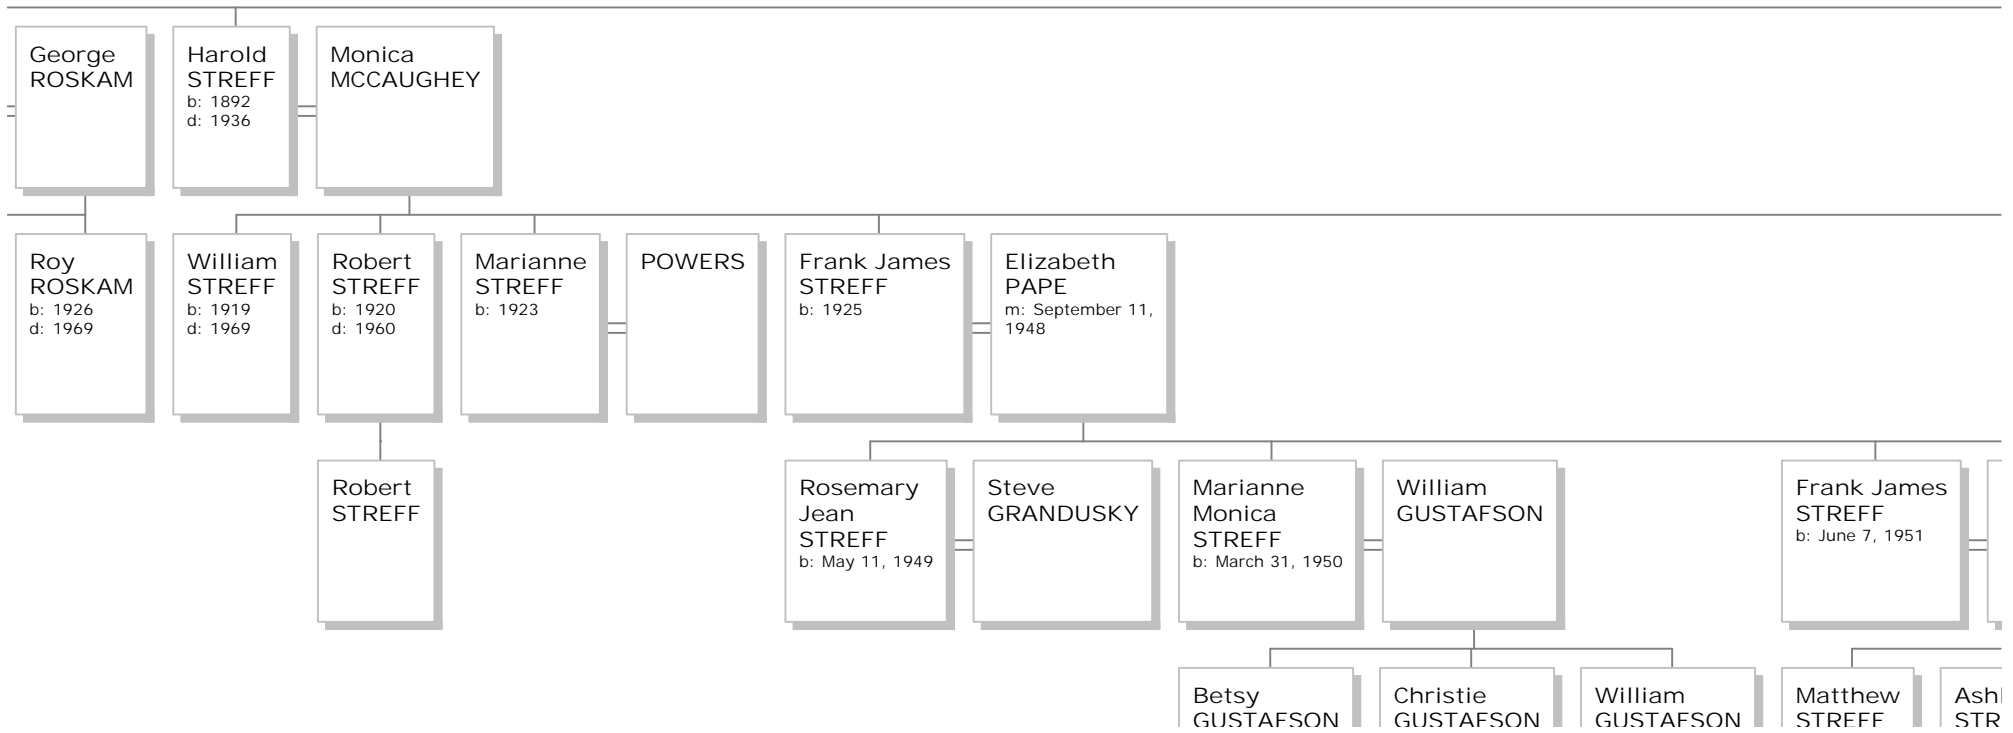 George
ROSKAM
Harold
STREFF
b: 1892
d: 1936
Monica
MCCAUGHEY
Roy
ROSKAM
b: 1926
d: 1969
William
STREFF
b: 1919
d: 1969
Robert
STREFF
b: 1920
d: 1960
Marianne
STREFF
b: 1923
POWERS
Frank James
STREFF
b: 1925
Elizabeth
PAPE
m: September 11,
1948
Robert
STREFF
Rosemary
Jean
STREFF
b: May 11, 1949
Steve
GRANDUSKY
Marianne
Monica
STREFF
b: March 31, 1950
William
GUSTAFSON
Frank James
STREFF
b: June 7, 1951
Betsy
GUSTAFSON
Christie
GUSTAFSON
William
GUSTAFSON
Matthew
STREFF